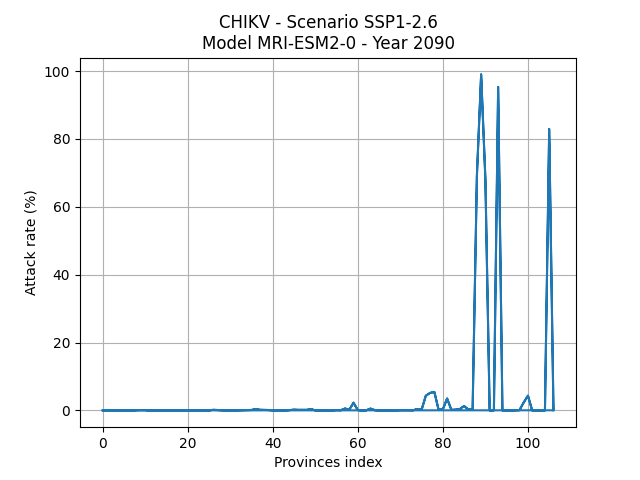 CHIKV - Scenario SSP1-2.6
Model MRI-ESM2-0 - Year 2090
100
80
60
40
20
0
Attack rate (%)
0 20 40 60 80 100
Provinces index